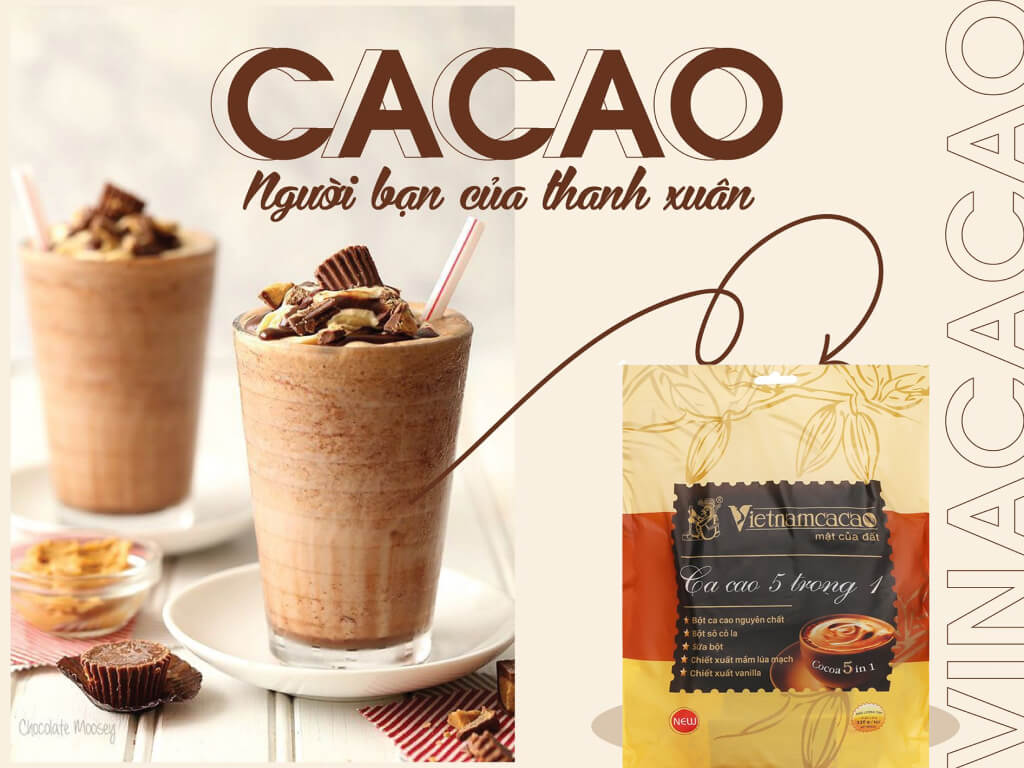 CACAO
Người bạn của thanh xuân
VINACACAO
Vietnamcacao
mật của đất
Ca cao 5 trong 1
Bột ca cao nguyên chất
Bột sô cô la
Sữa bột
Chiết xuất mầm lúa mạch
Chiết xuất vanilla
Cocoa 5 in 1
NEW
Chocolate Moosey